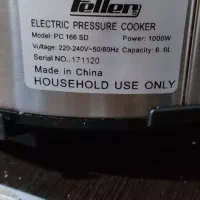 Pellen
ELECTRIC PRESSURE COOKER
Model: PC 166 SD Power: 1000W
Voltage: 220-240V~50/60Hz Capacity: 6.0L
Serial NO.: 171120
Made in China
HOUSEHOLD USE ONLY